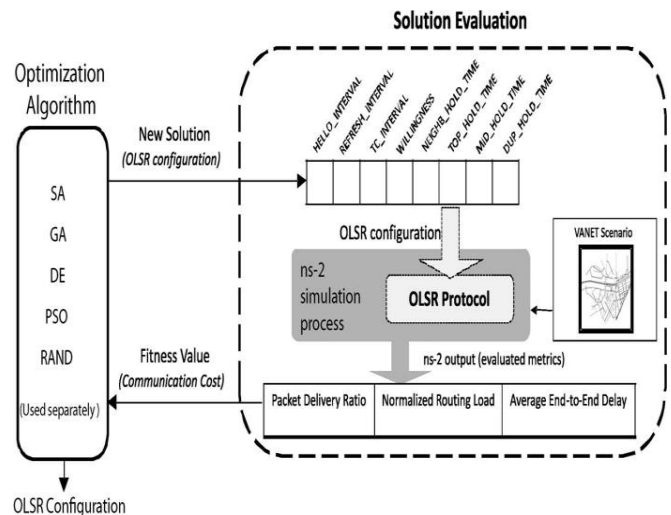 Solution Evaluation
Optimization
Algorithm
SA
GA
DE
PSO
RAND
(Used separately)
OLSR Configuration
New Solution
(OLSR configuration)
HELLO_INTERVAL
REFRESH_INTERVAL
TC_INTERVAL
WILLINGNESS
NEIGHB_HOLD_TIME
TOP_HOLD_TIME
MID_HOLD_TIME
DUP_HOLD_TIME
OLSR configuration
ns-2
simulation
process
OLSR Protocol
VANET Scenario
ns-2 output (evaluated metrics)
Fitness Value
(Communication Cost)
Packet Delivery Ratio
Normalized Routing Load
Average End-to-End Delay